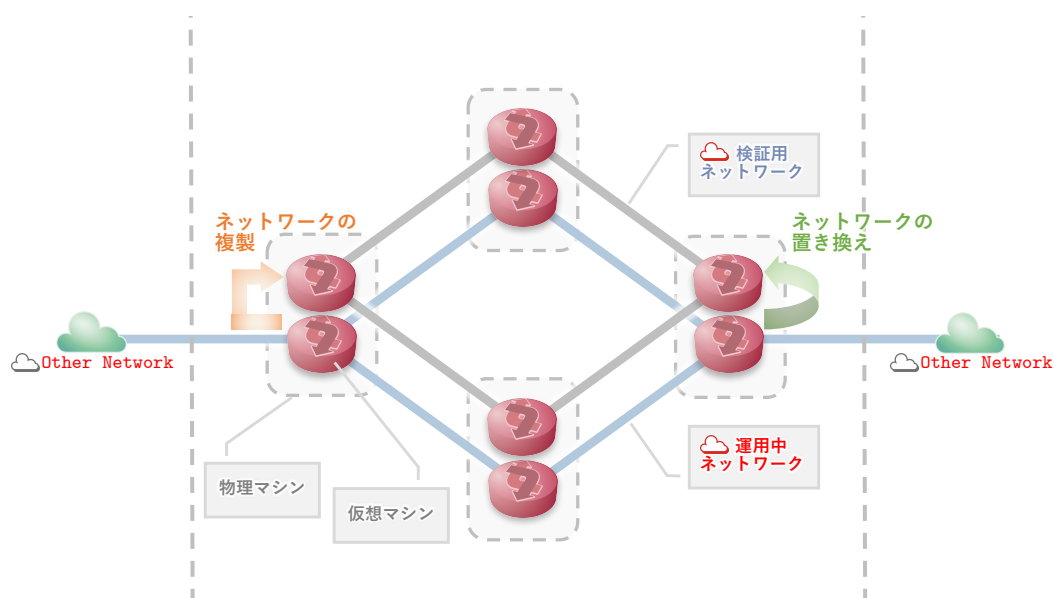 検証用
ネットワーク
ネットワークの
複製
ネットワークの
置き換え
Other Network
Other Network
運用中
ネットワーク
物理マシン
仮想マシン